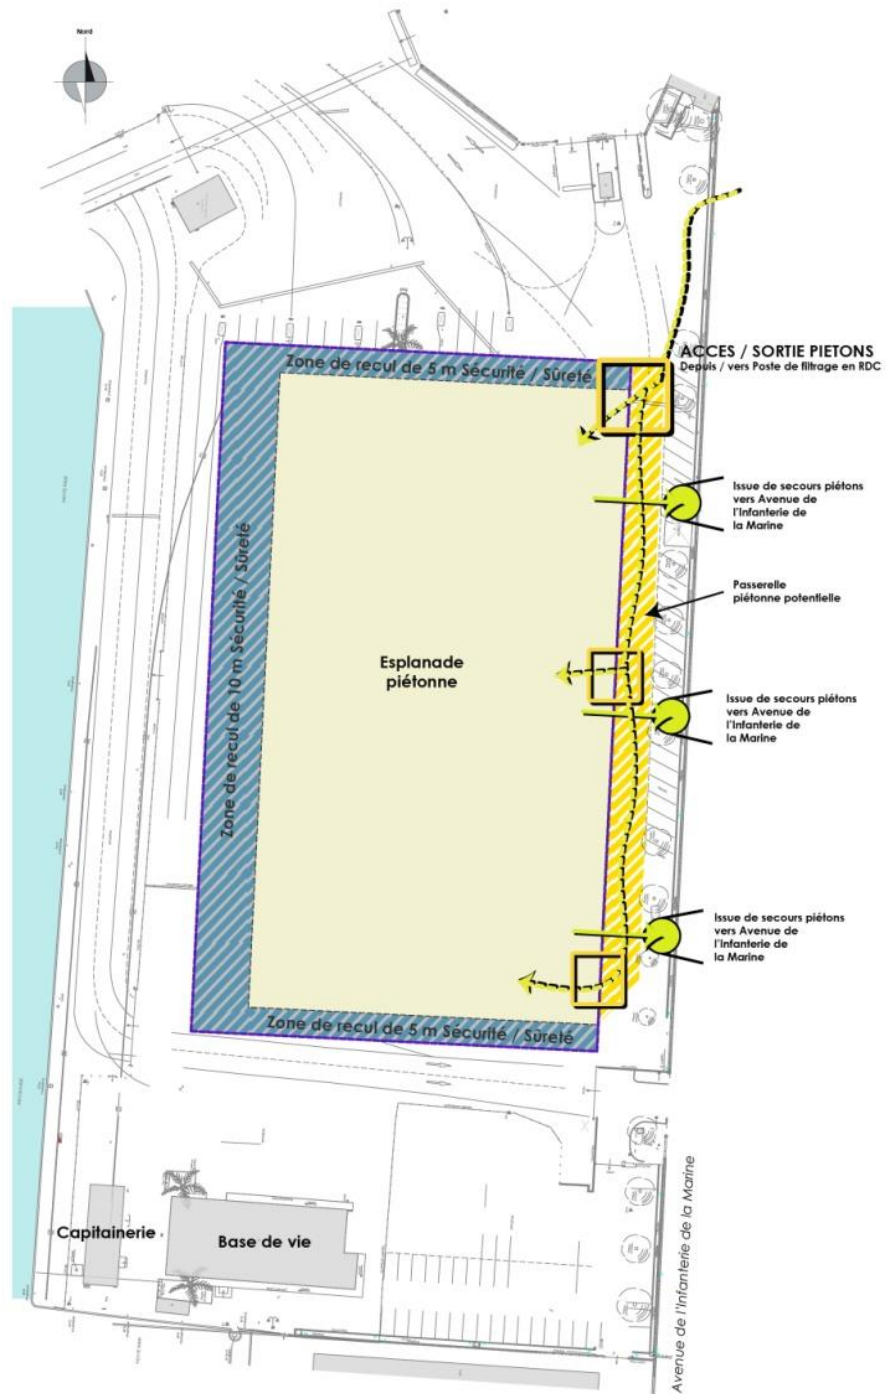 Nord
ACCES / SORTIE PIETONS
Depuis / vers Poste de filtrage en RDC
Zone de recul de 5 m Sécurité / Sûreté
Issue de secours piétons
vers Avenue de
l'Infanterie de
la Marine
Passerelle
piétonne potentielle
Zone de recul de 10 m Sécurité / Sûreté
Esplanade
piétonne
Issue de secours piétons
vers Avenue de
l'Infanterie de
la Marine
Issue de secours piétons
vers Avenue de
l'Infanterie de
la Marine
Zone de recul de 5 m Sécurité / Sûreté
Capitainerie
Base de vie
Avenue de l'Infanterie de la Marine